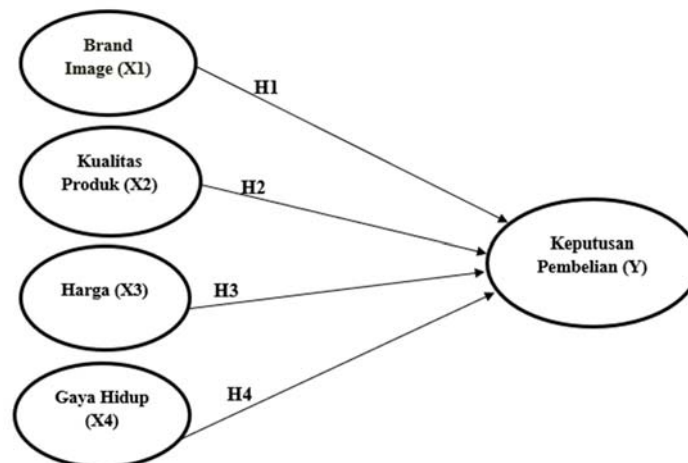 Brand
Image (X1)
H1
Kualitas
Produk (X2)
H2
Keputusan
Pembelian (Y)
Harga (X3)
H3
Gaya Hidup
(X4)
H4